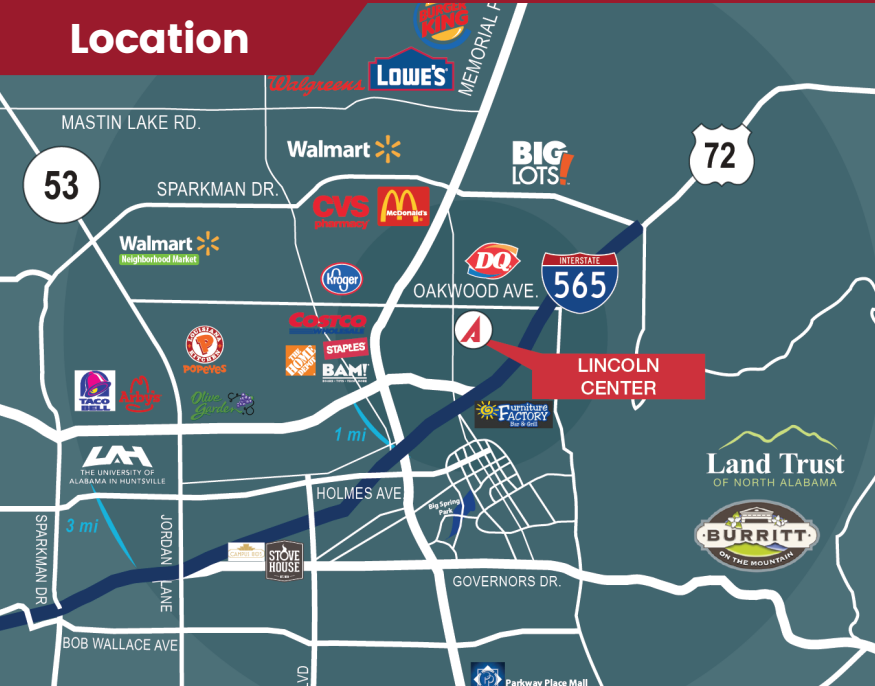 Location
BURGER
KING
Walgreens
LOWE'S
MEMORIAL P
MASTIN LAKE RD.
Walmart
BIG
LOTS!
72
53
SPARKMAN DR.
CVS
pharmacy
McDonald's
Walmart
Neighborhood Market
DQ
INTERSTATE
565
Kroger
OAKWOOD AVE.
COSTCO
WHOLESALE
LOUISIANA
KITCHEN
POPEYES
THE HOME DEPOT
STAPLES
BAM!
A
LINCOLN
CENTER
TACO
BELL
Arby's
Olive
Garden
Furniture
FACTORY
Bar & Grill
1 mi
UAH
THE UNIVERSITY OF
ALABAMA IN HUNTSVILLE
Land Trust
OF NORTH ALABAMA
HOLMES AVE
Big Spring
Park
3 mi
SPARKMAN DR
JORDAN LANE
BURRITT
ON THE MOUNTAIN
STOVE
HOUSE
GOVERNORS DR.
BOB WALLACE AVE
LVD
Parkway Place Mall